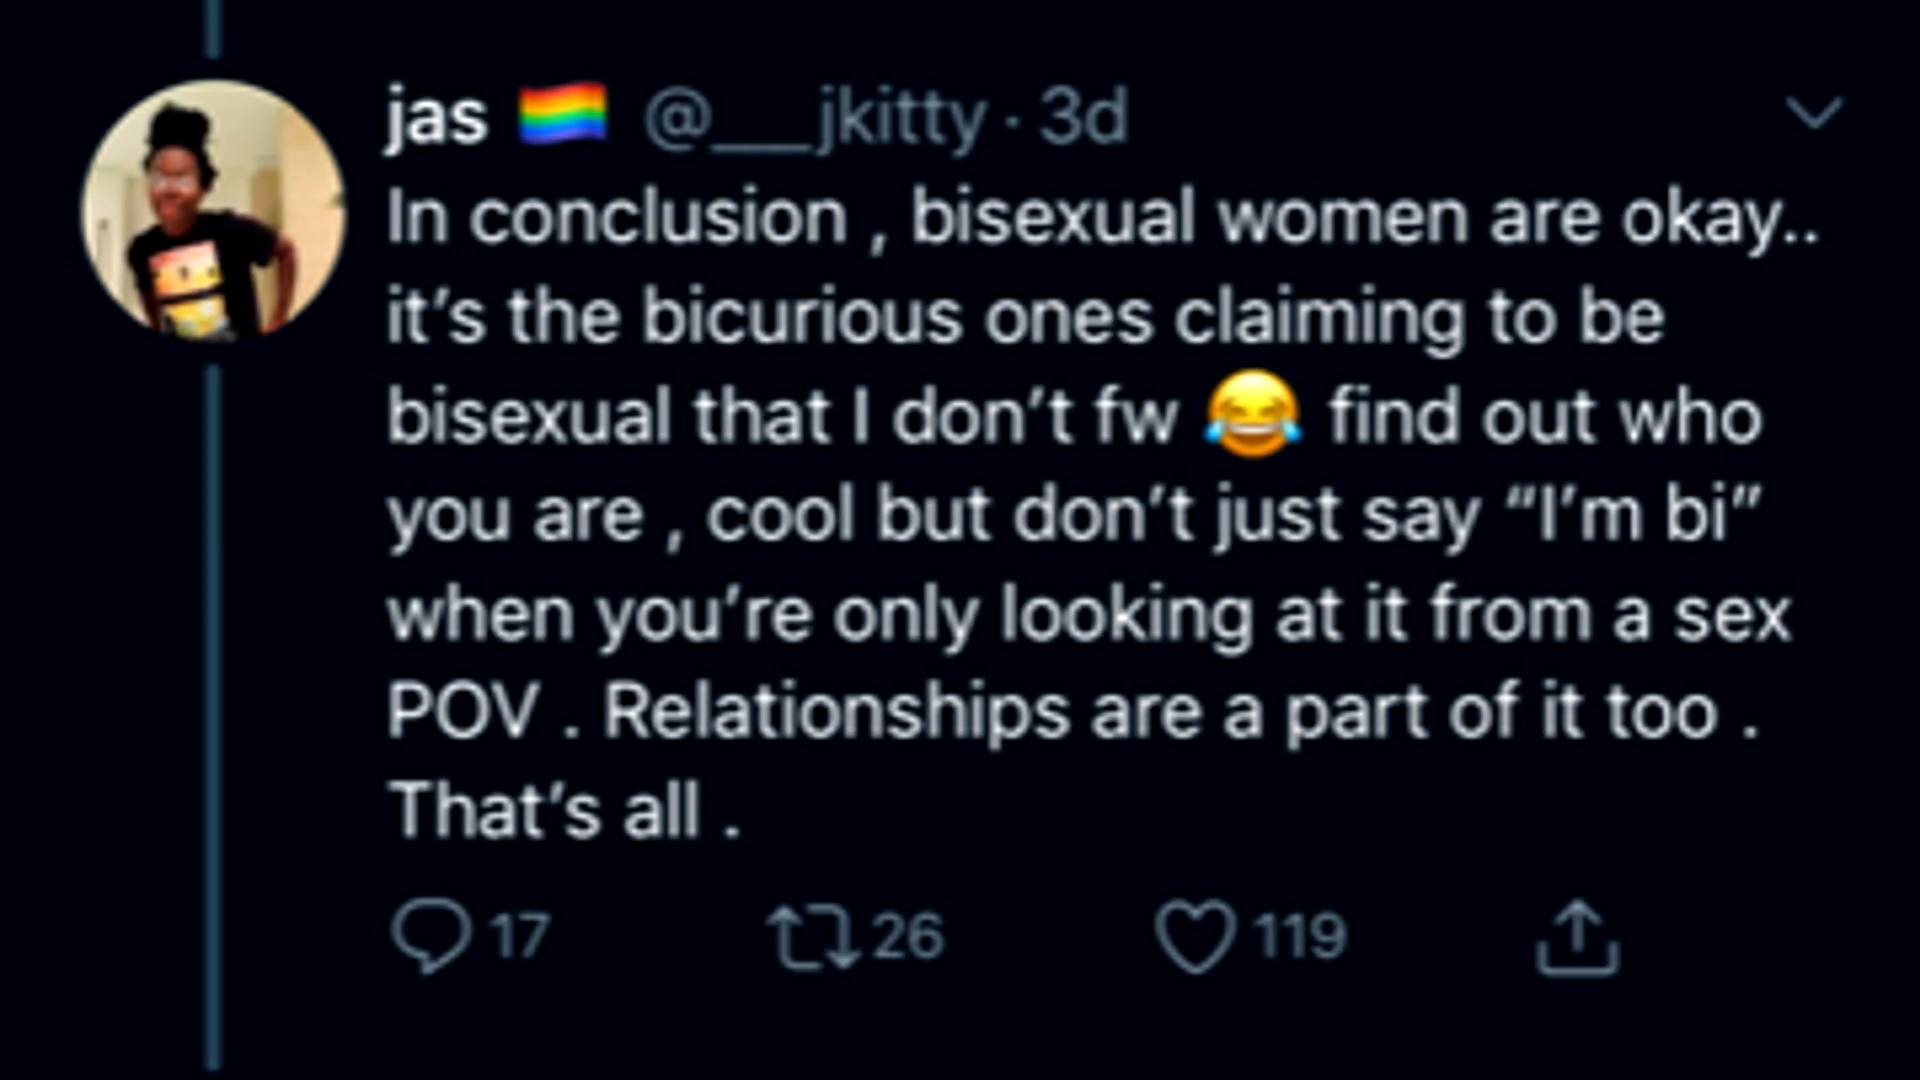 jas 🏳️‍🌈 @___jkitty · 3d
In conclusion , bisexual women are okay..
it's the bicurious ones claiming to be
bisexual that I don't fw 😂 find out who
you are , cool but don't just say “I'm bi”
when you're only looking at it from a sex
POV . Relationships are a part of it too .
That's all .
17 26 119